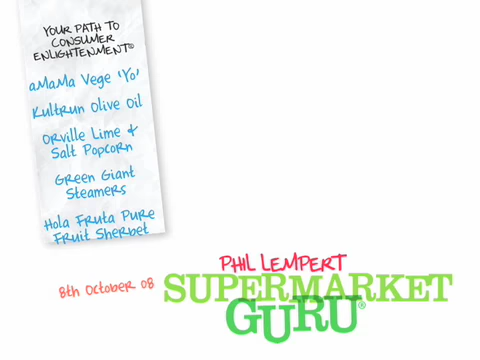 YOUR PATH TO
CONSUMER
ENLIGHTENMENT®
aMaMa Vege 'Yo'
Kultrun Olive Oil
Orville Lime &
Salt Popcorn
Green Giant
Steamers
Hola Fruta Pure
Fruit Sherbet
PHIL LEMPERT
8th October 08
SUPERMARKET
GURU®